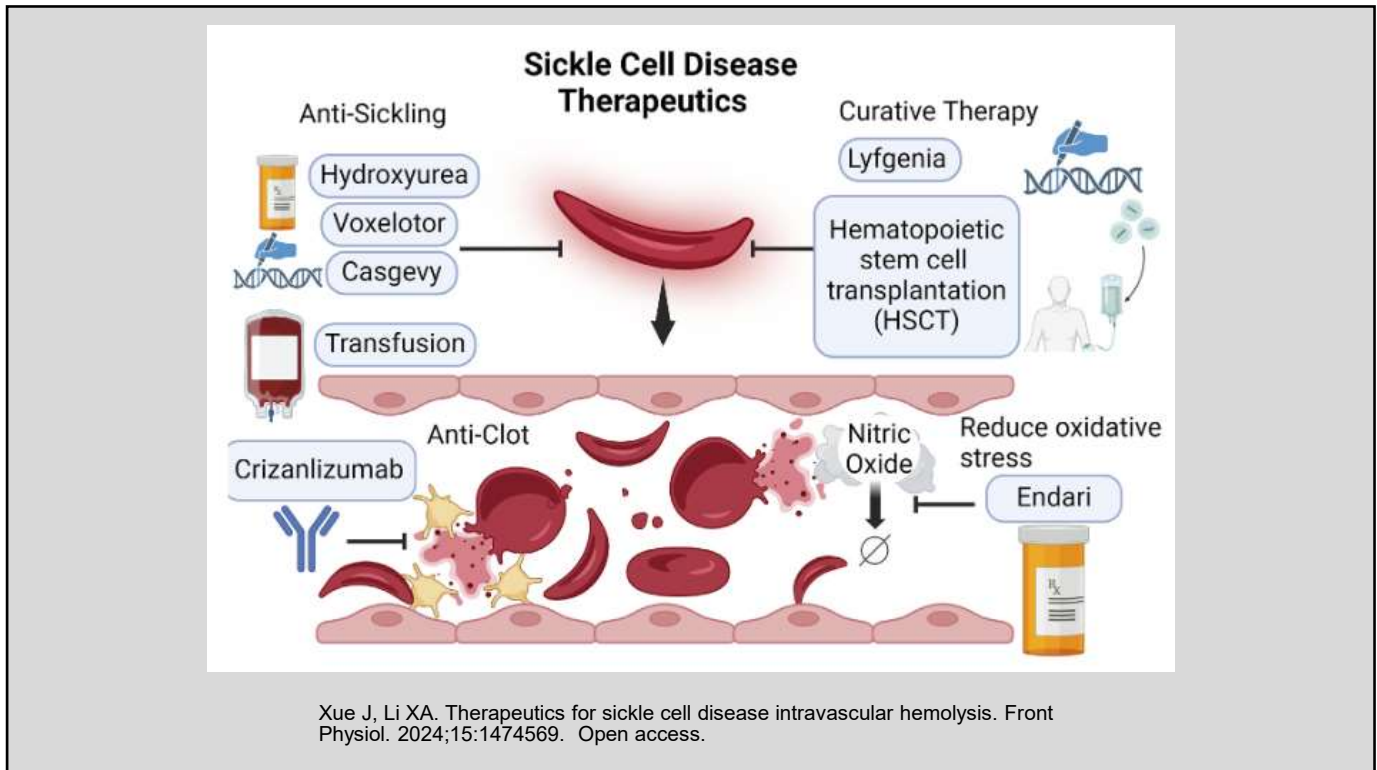 Sickle Cell Disease
Therapeutics
Anti-Sickling
Hydroxyurea
Voxelotor
Casgevy
Transfusion
Curative Therapy
Lyfgenia
Hematopoietic
stem cell
transplantation
(HSCT)
Anti-Clot
Crizanlizumab
Nitric
Oxide
Reduce oxidative
stress
Endari
Rx
Xue J, Li XA. Therapeutics for sickle cell disease intravascular hemolysis. Front
Physiol. 2024;15:1474569. Open access.